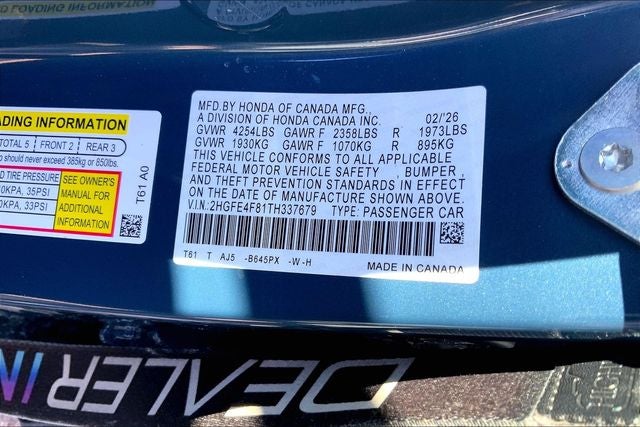 ADING INFORMATION
TOTAL 5 FRONT 2 REAR 3
should never exceed 385kg or 850lbs.
TIRE PRESSURE
KPA, 35PSI
KPA, 33PSI
SEE OWNER'S
MANUAL FOR
ADDITIONAL
INFORMATION
T61 A0
MFD.BY HONDA OF CANADA MFG.,
A DIVISION OF HONDA CANADA INC. 02/'26
GVWR 4254LBS GAWR F 2358LBS R 1973LBS
GVWR 1930KG GAWR F 1070KG R 895KG
THIS VEHICLE CONFORMS TO ALL APPLICABLE
FEDERAL MOTOR VEHICLE SAFETY , BUMPER ,
AND THEFT PREVENTION STANDARDS IN EFFECT
ON THE DATE OF MANUFACTURE SHOWN ABOVE.
V.I.N:2HGFE4F81TH337679 TYPE: PASSENGER CAR
T61 T AJ5 -B645PX -W-H
MADE IN CANADA
DEALER IN